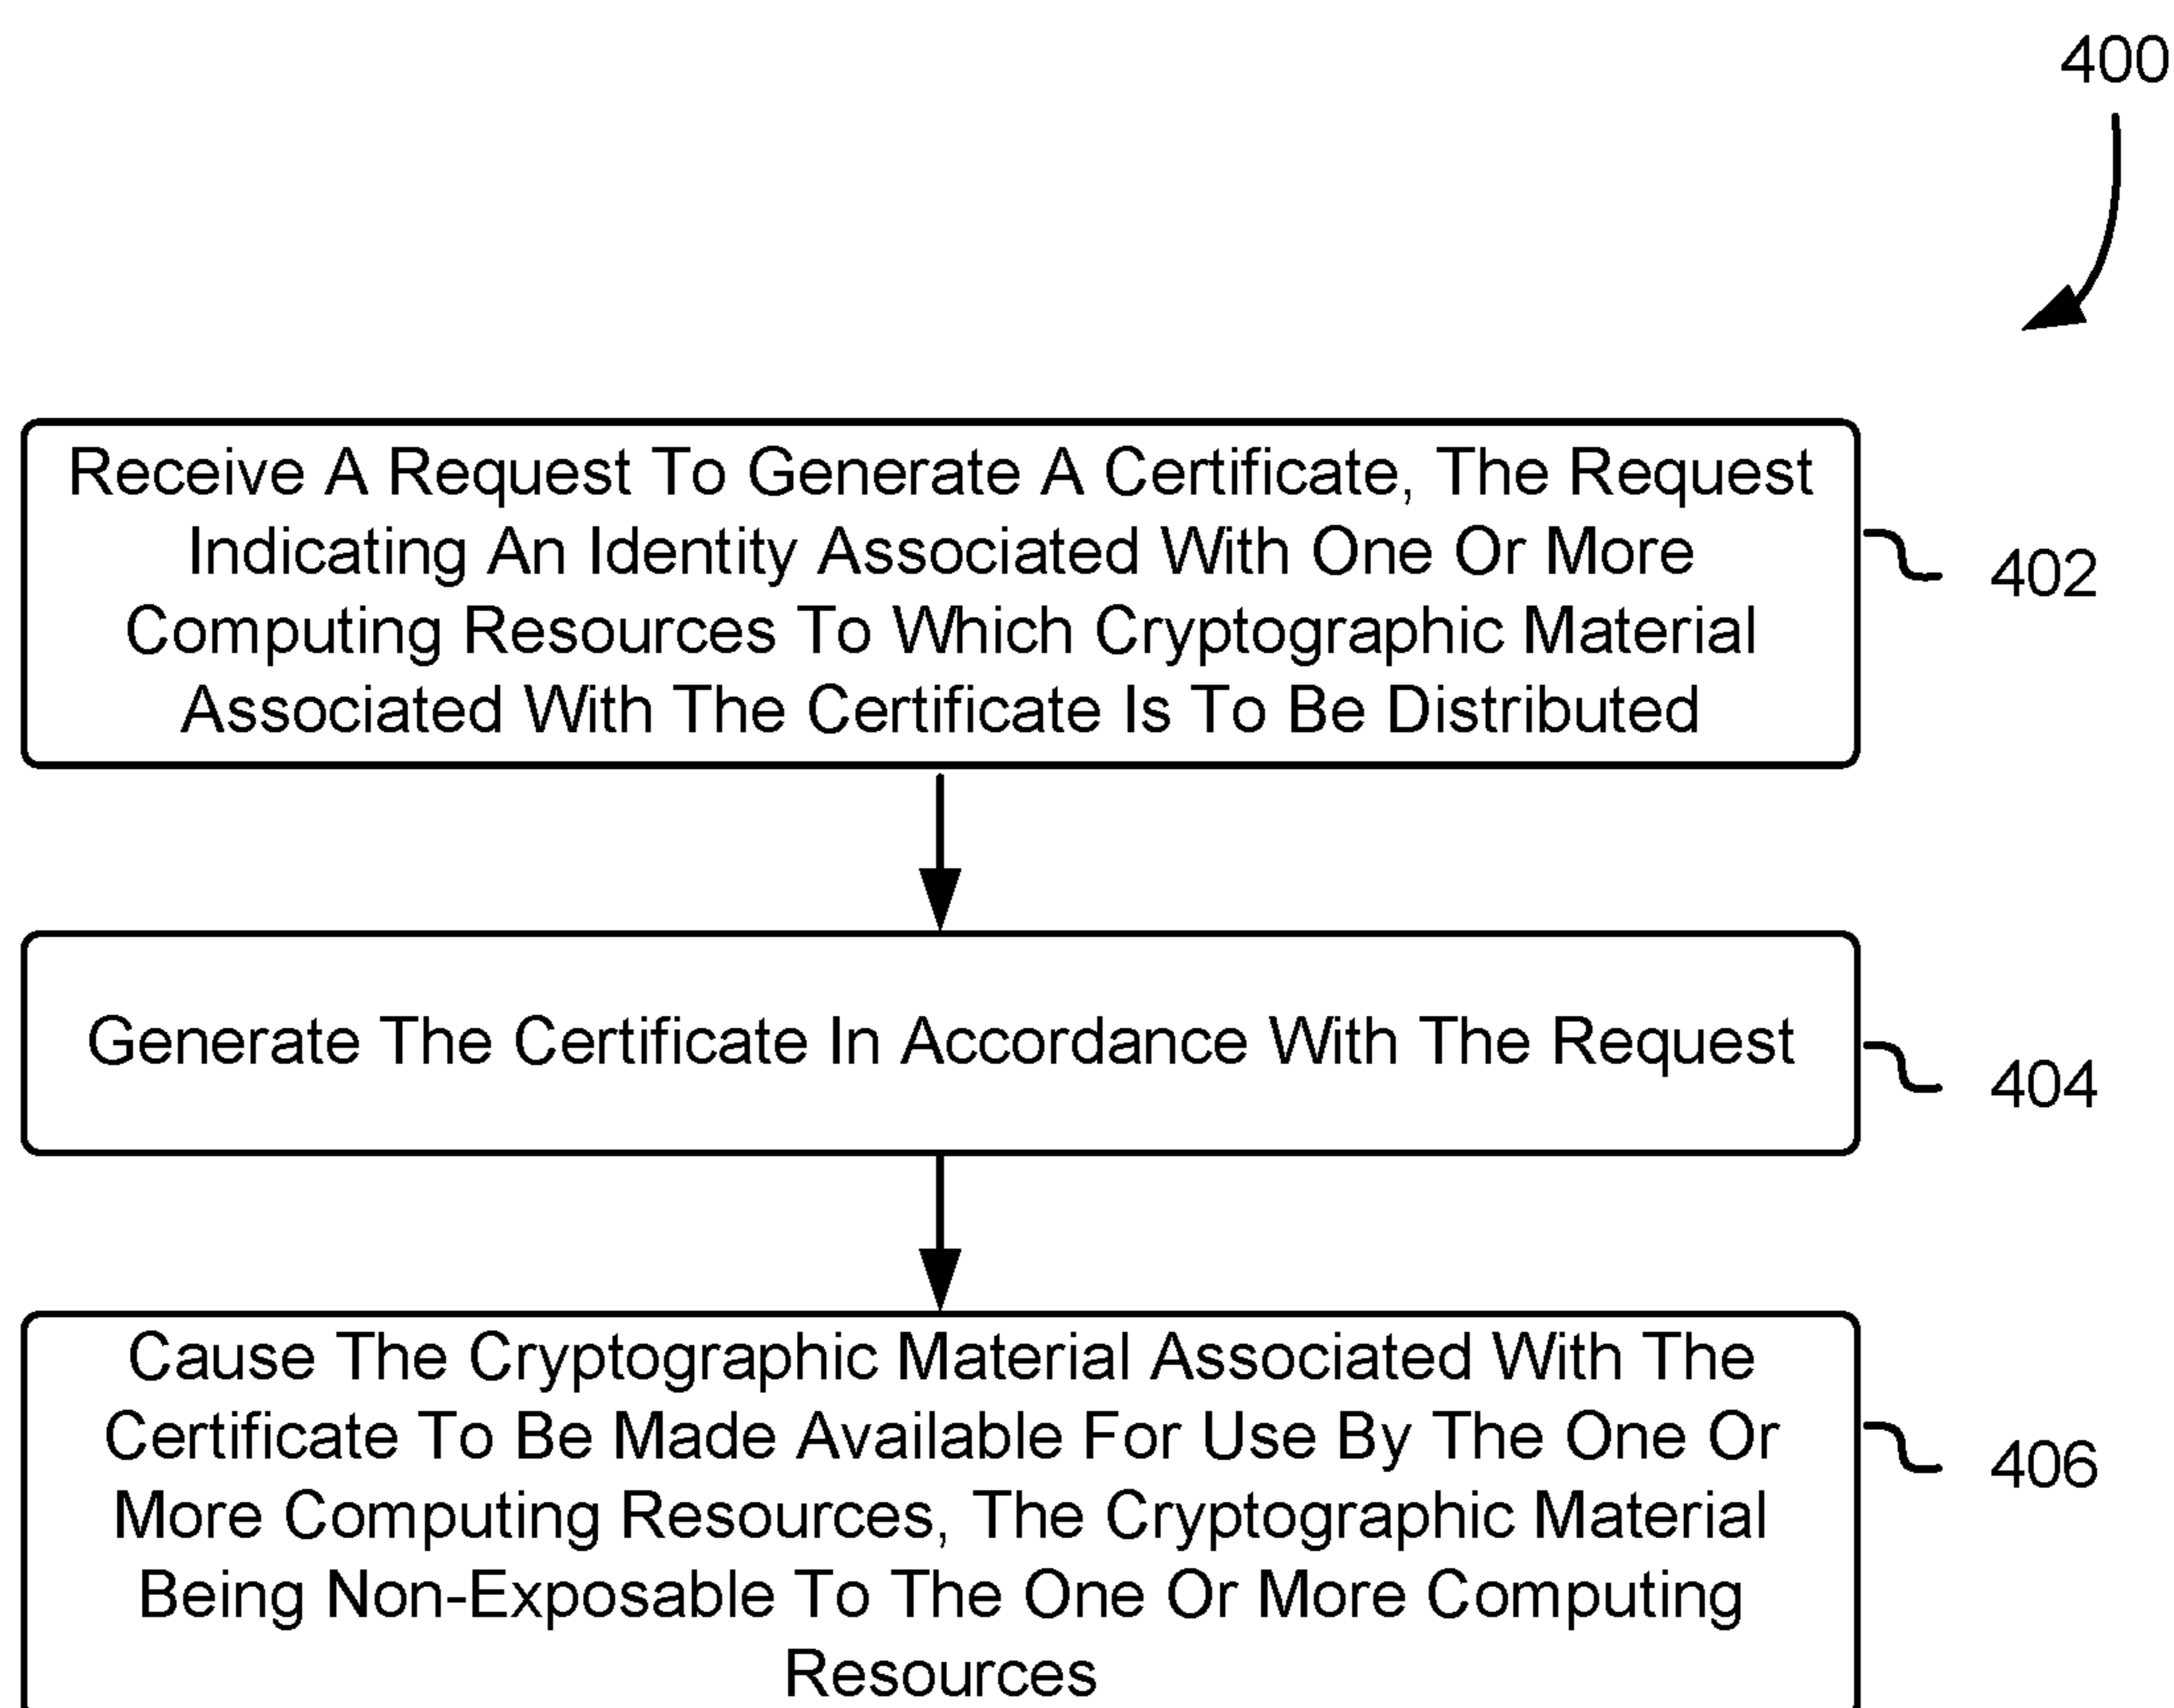 400
Receive A Request To Generate A Certificate, The Request
Indicating An Identity Associated With One Or More
Computing Resources To Which Cryptographic Material
Associated With The Certificate Is To Be Distributed
402
Generate The Certificate In Accordance With The Request
404
Cause The Cryptographic Material Associated With The
Certificate To Be Made Available For Use By The One Or
More Computing Resources, The Cryptographic Material
Being Non-Exposable To The One Or More Computing
Resources
406